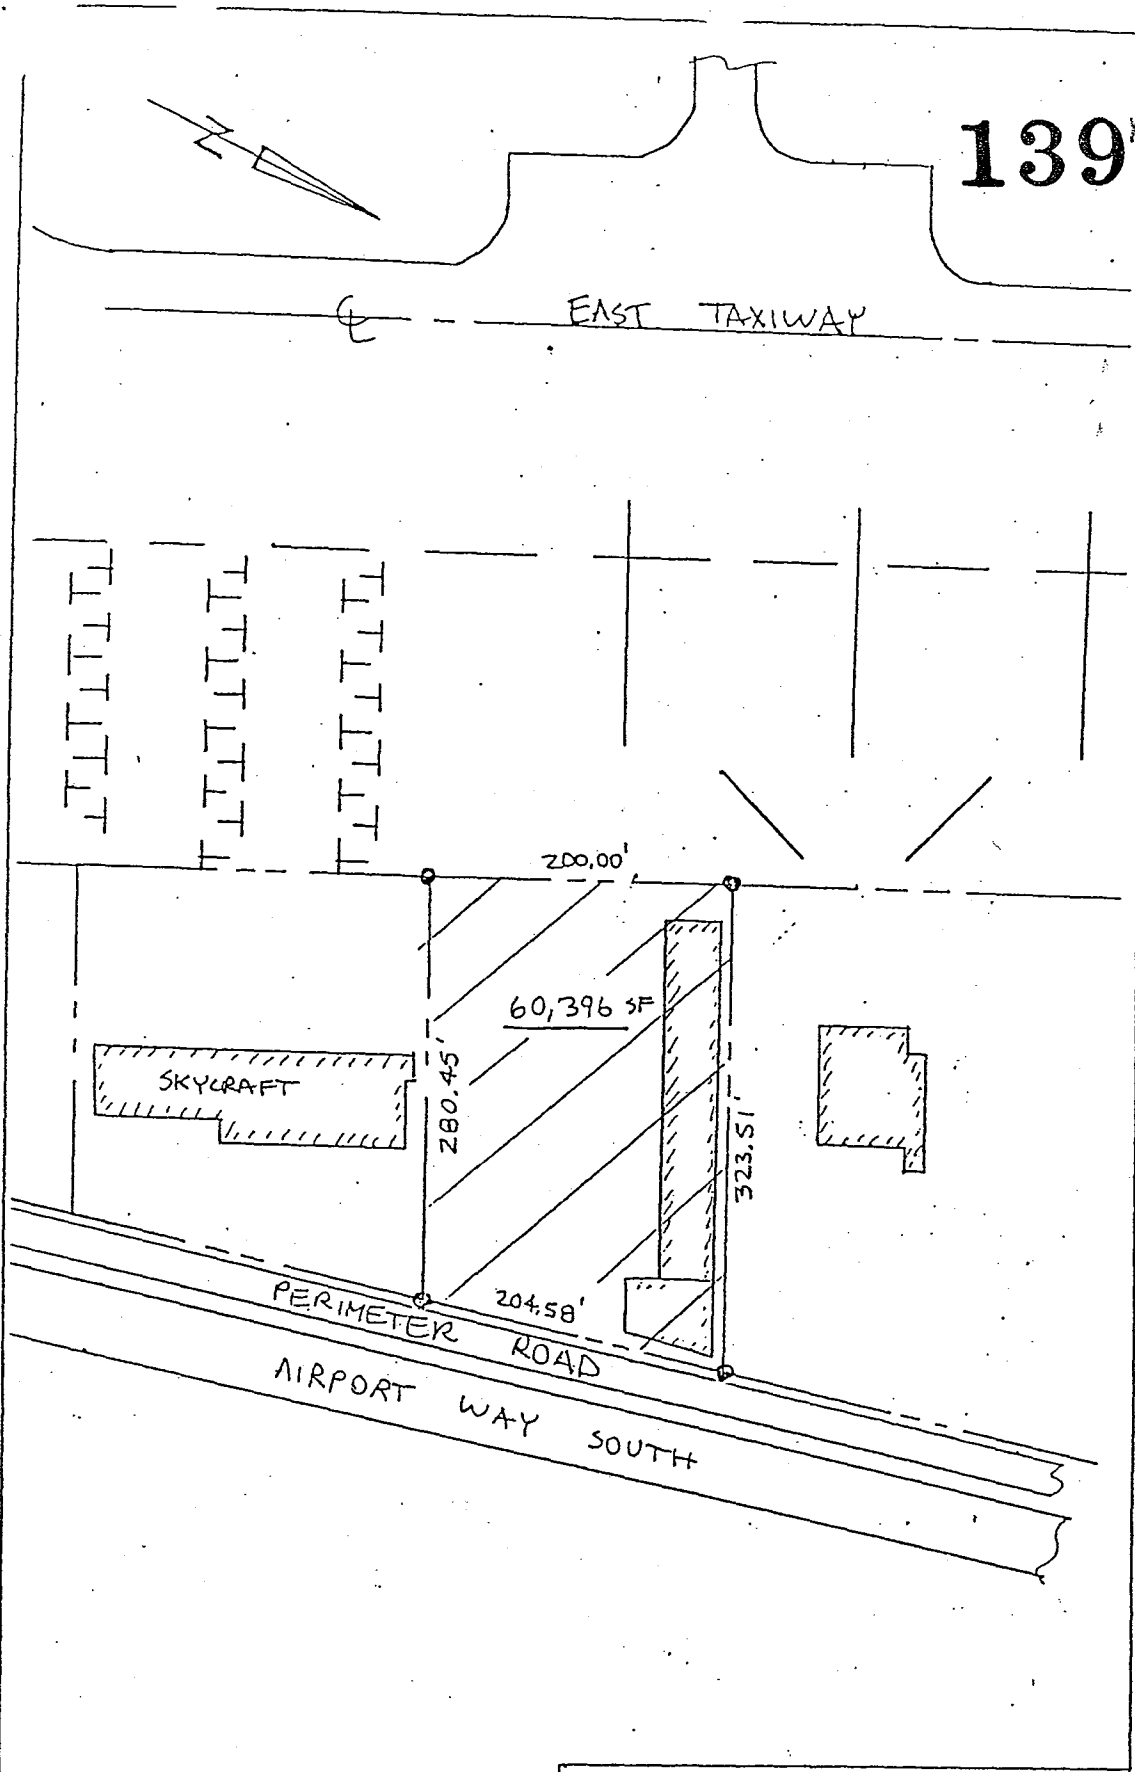 139
N
℄
EAST TAXIWAY
200.00'
60,396 SF
SKYCRAFT
280.45'
323.51'
204.58'
PERIMETER ROAD
AIRPORT WAY SOUTH